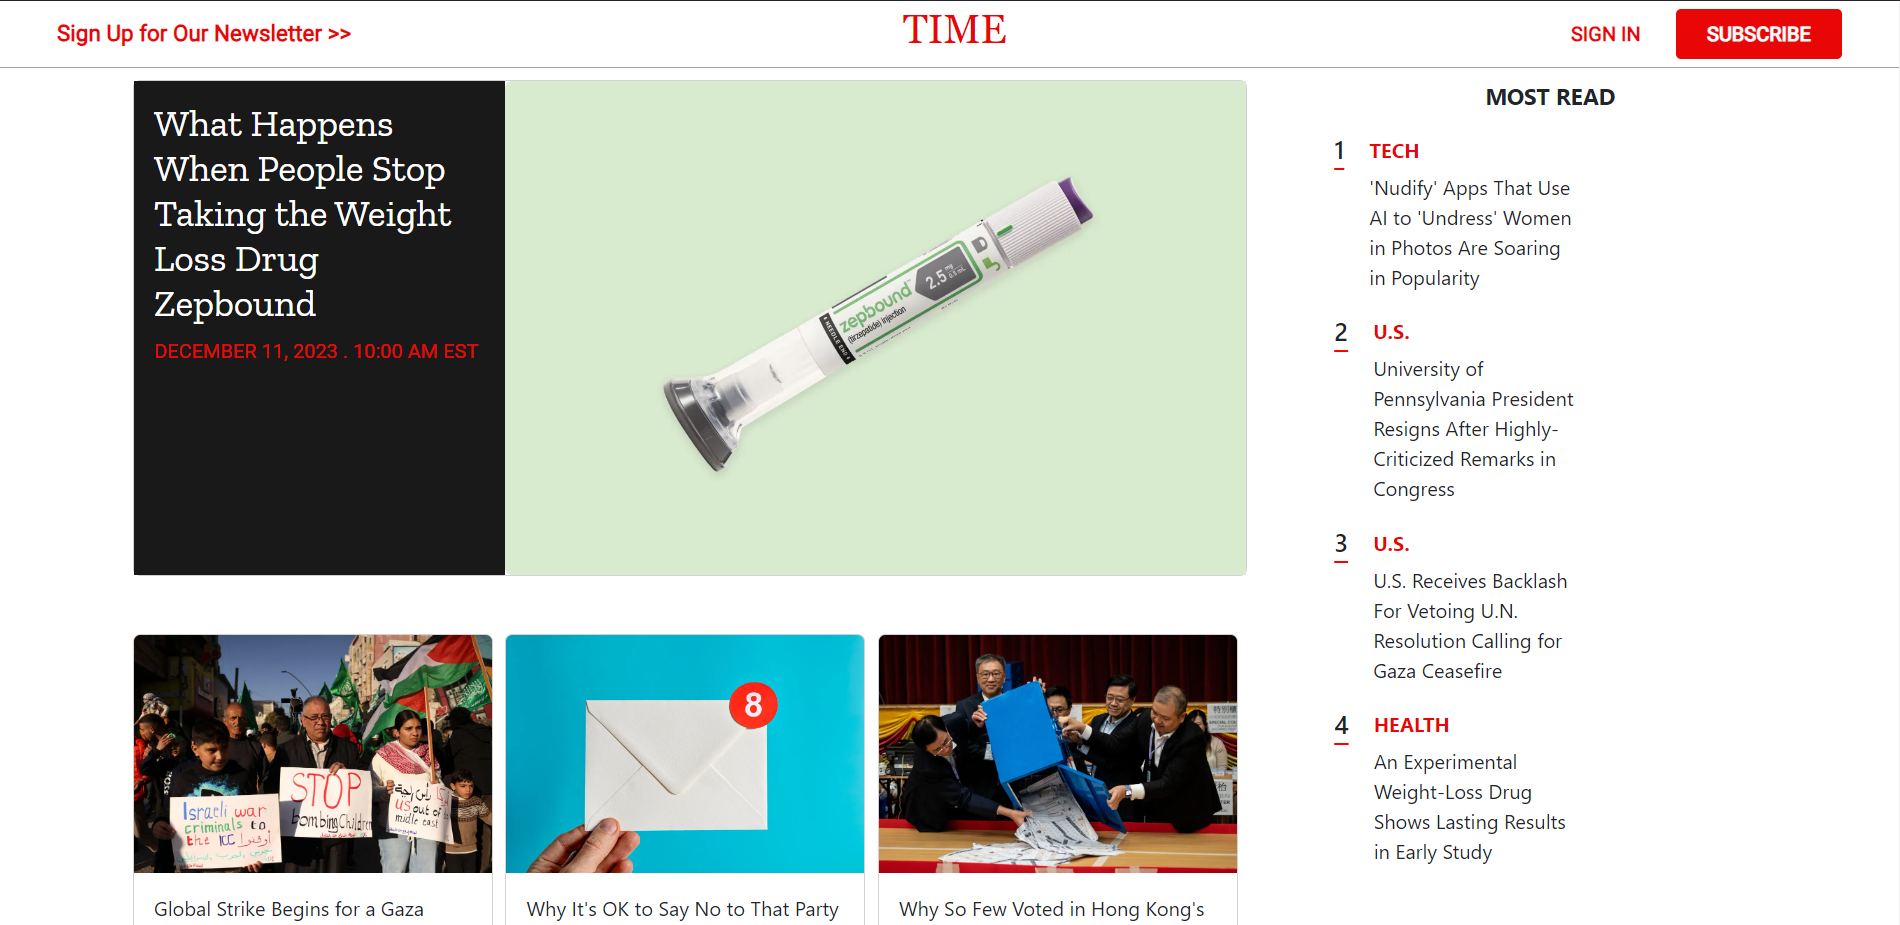 Sign Up for Our Newsletter >>
TIME
SIGN IN
SUBSCRIBE
What Happens
When People Stop
Taking the Weight
Loss Drug
Zepbound
DECEMBER 11, 2023 . 10:00 AM EST
zepbound
(tirzepatide) injection
2.5 mg
0.5 mL
NEEDLE END
MOST READ
1
TECH
'Nudify' Apps That Use
AI to 'Undress' Women
in Photos Are Soaring
in Popularity
2
U.S.
University of
Pennsylvania President
Resigns After Highly-
Criticized Remarks in
Congress
3
U.S.
U.S. Receives Backlash
For Vetoing U.N.
Resolution Calling for
Gaza Ceasefire
4
HEALTH
An Experimental
Weight-Loss Drug
Shows Lasting Results
in Early Study
Israeli war
criminals to
the ICC
STOP
bombing Children
US out of
middle east
8
Global Strike Begins for a Gaza
Why It's OK to Say No to That Party
Why So Few Voted in Hong Kong's